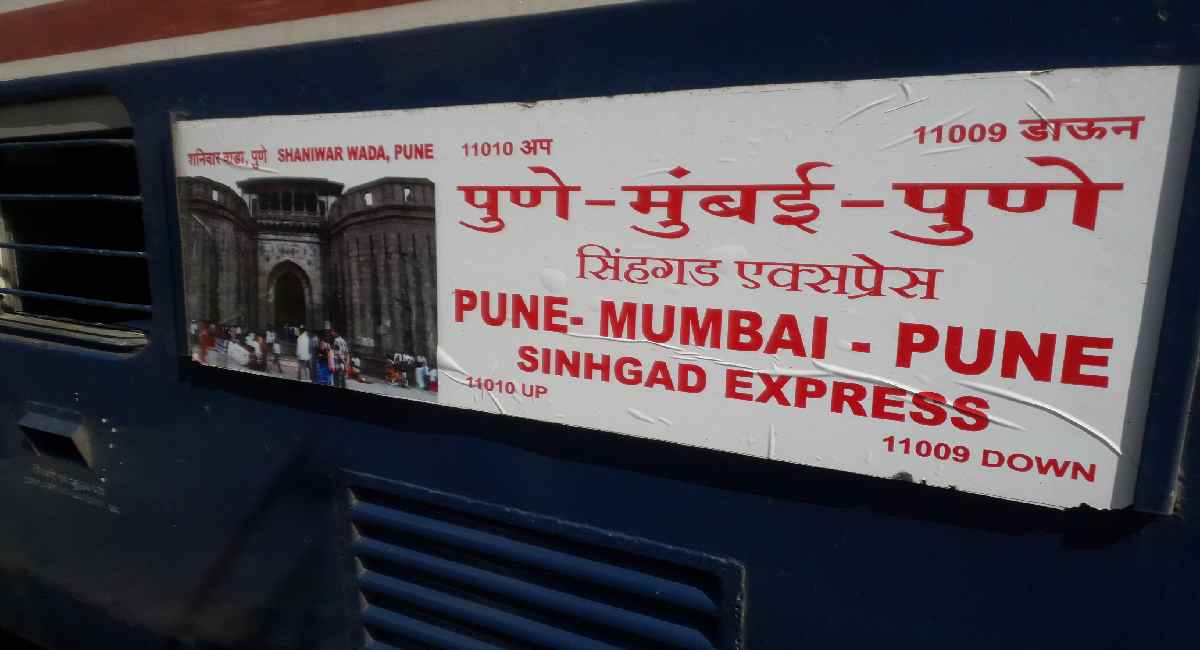 शनिवार वाडा, पुणे SHANIWAR WADA, PUNE
11010 अप
11009 डाऊन
पुणे-मुंबई-पुणे
सिंहगड एक्सप्रेस
PUNE- MUMBAI - PUNE
SINHGAD EXPRESS
11010 UP
11009 DOWN